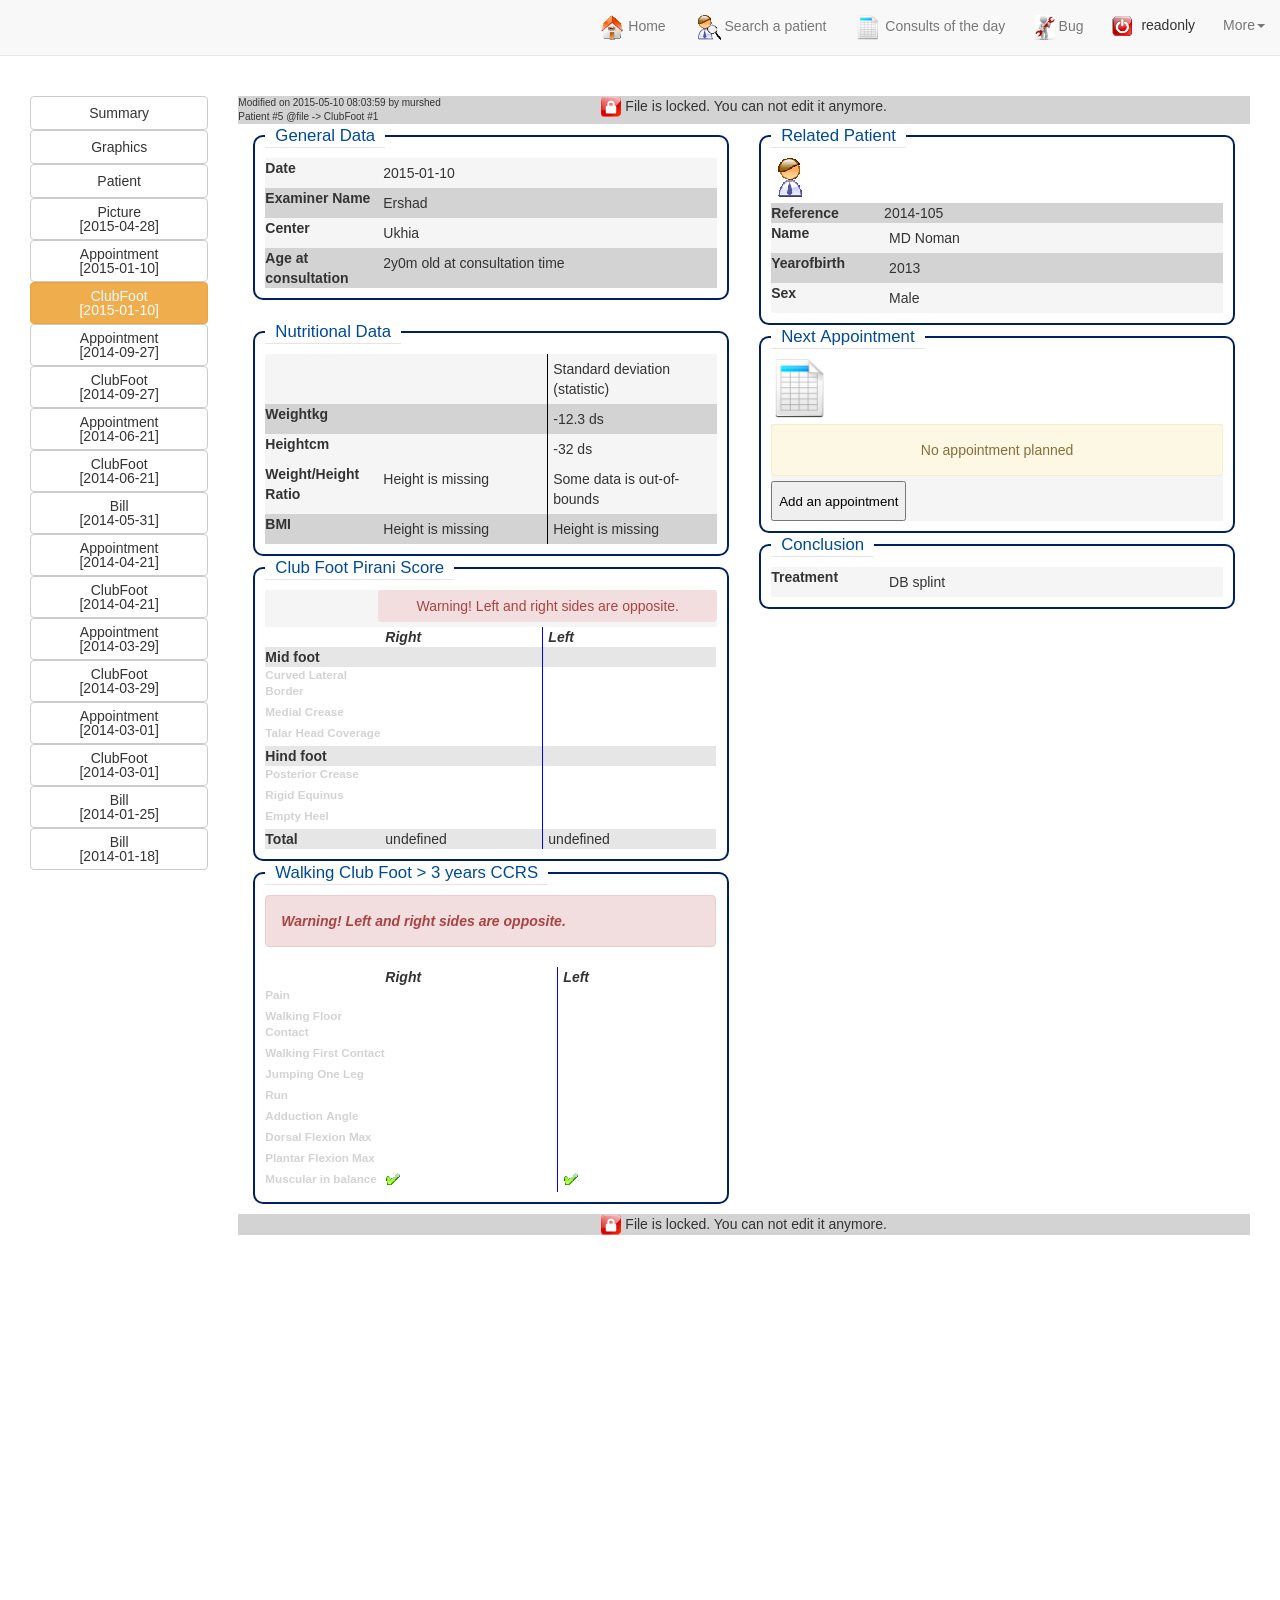 Home
Search a patient
Consults of the day
Bug
readonly
More
Summary
Graphics
Patient
Picture
[2015-04-28]
Appointment
[2015-01-10]
ClubFoot
[2015-01-10]
Appointment
[2014-09-27]
ClubFoot
[2014-09-27]
Appointment
[2014-06-21]
ClubFoot
[2014-06-21]
Bill
[2014-05-31]
Appointment
[2014-04-21]
ClubFoot
[2014-04-21]
Appointment
[2014-03-29]
ClubFoot
[2014-03-29]
Appointment
[2014-03-01]
ClubFoot
[2014-03-01]
Bill
[2014-01-25]
Bill
[2014-01-18]
Modified on 2015-05-10 08:03:59 by murshed
Patient #5 @file -> ClubFoot #1
File is locked. You can not edit it anymore.
General Data
Date 2015-01-10
Examiner Name Ershad
Center Ukhia
Age at 2y0m old at consultation time
consultation
Nutritional Data
Standard deviation
(statistic)
Weightkg -12.3 ds
Heightcm -32 ds
Weight/Height Height is missing Some data is out-of-
Ratio bounds
BMI Height is missing Height is missing
Club Foot Pirani Score
Warning! Left and right sides are opposite.
Right Left
Mid foot
Curved Lateral
Border
Medial Crease
Talar Head Coverage
Hind foot
Posterior Crease
Rigid Equinus
Empty Heel
Total undefined undefined
Walking Club Foot > 3 years CCRS
Warning! Left and right sides are opposite.
Right Left
Pain
Walking Floor
Contact
Walking First Contact
Jumping One Leg
Run
Adduction Angle
Dorsal Flexion Max
Plantar Flexion Max
Muscular in balance
Related Patient
Reference 2014-105
Name MD Noman
Yearofbirth 2013
Sex Male
Next Appointment
No appointment planned
Add an appointment
Conclusion
Treatment DB splint
File is locked. You can not edit it anymore.